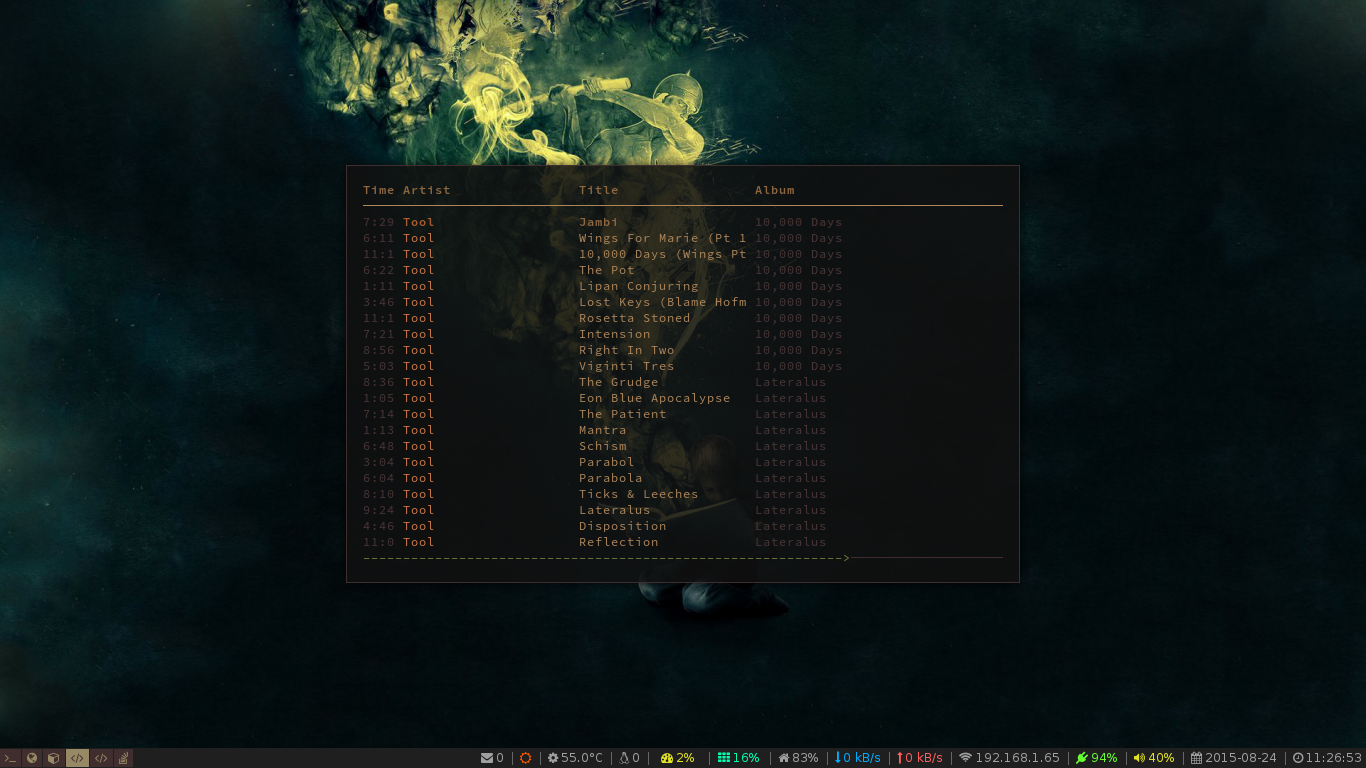 Time Artist Title Album
7:29 Tool Jambi 10,000 Days
6:11 Tool Wings For Marie (Pt 1 10,000 Days
11:1 Tool 10,000 Days (Wings Pt 10,000 Days
6:22 Tool The Pot 10,000 Days
1:11 Tool Lipan Conjuring 10,000 Days
3:46 Tool Lost Keys (Blame Hofm 10,000 Days
11:1 Tool Rosetta Stoned 10,000 Days
7:21 Tool Intension 10,000 Days
8:56 Tool Right In Two 10,000 Days
5:03 Tool Viginti Tres 10,000 Days
8:36 Tool The Grudge Lateralus
1:05 Tool Eon Blue Apocalypse Lateralus
7:14 Tool The Patient Lateralus
1:13 Tool Mantra Lateralus
6:48 Tool Schism Lateralus
3:04 Tool Parabol Lateralus
6:04 Tool Parabola Lateralus
8:10 Tool Ticks & Leeches Lateralus
9:24 Tool Lateralus Lateralus
4:46 Tool Disposition Lateralus
11:0 Tool Reflection Lateralus
0 | 55.0°C | 0 | 2% | 16% | 83% | 0 kB/s | 0 kB/s | 192.168.1.65 | 94% | 40% | 2015-08-24 | 11:26:53